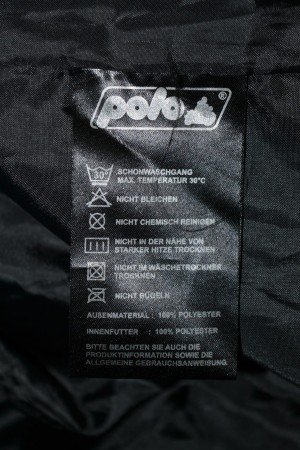 polo®
30°
SCHONWASCHGANG
MAX. TEMPERATUR 30°C
NICHT BLEICHEN
NICHT CHEMISCH REINIGEN
NICHT IN DER NÄHE VON
STARKER HITZE TROCKNEN
NICHT IM WÄSCHETROCKNER
TROCKNEN
NICHT BÜGELN
AUßENMATERIAL: 100% POLYESTER
INNENFUTTER : 100% POLYESTER
BITTE BEACHTEN SIE AUCH DIE
PRODUKTINFORMATION SOWIE DIE
ALLGEMEINE GEBRAUCHSANWEISUNG.